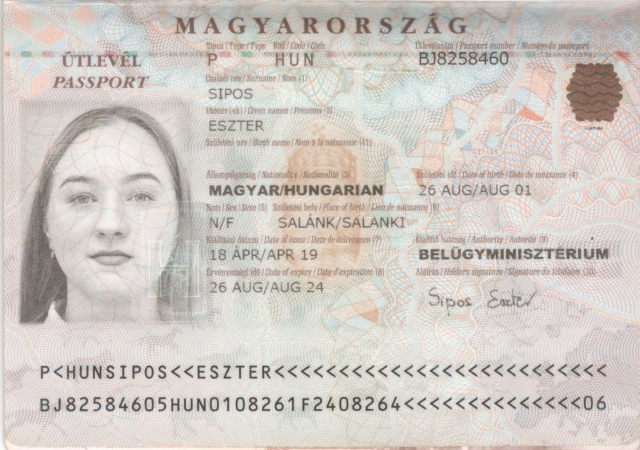 MAGYARORSZÁG
ÚTLEVÉL
PASSPORT
Típus / Type / Type Kód / Code / Code Útlevélszám / Passport number / Numéro du passeport
P HUN BJ8258460
Családi név / Surname / Nom (1)
SIPOS
Utónév(-ek) / Given names / Prénoms (2)
ESZTER
Születési név / Birth name / Nom à la naissance (11)
Állampolgárság / Nationality / Nationalité (3) Születési idő / Date of birth / Date de naissance (4)
MAGYAR/HUNGARIAN 26 AUG/AUG 01
Nem / Sex / Sexe (5) Születési hely / Place of birth / Lieu de naissance (6)
N/F SALÁNK/SALANKI
Kiállítás dátuma / Date of issue / Date de délivrance (7) Kiállító hatóság / Authority / Autorité (9)
18 ÁPR/APR 19 BELÜGYMINISZTÉRIUM
Érvényességi idő / Date of expiry / Date d'expiration (8) Aláírás / Holder's signature / Signature du titulaire (10)
26 AUG/AUG 24
Sipos Eszter
P<HUNSIPOS<<ESZTER<<<<<<<<<<<<<<<<<<<<<<<<<<
BJ82584605HUN0108261F2408264<<<<<<<<<<<<<<06